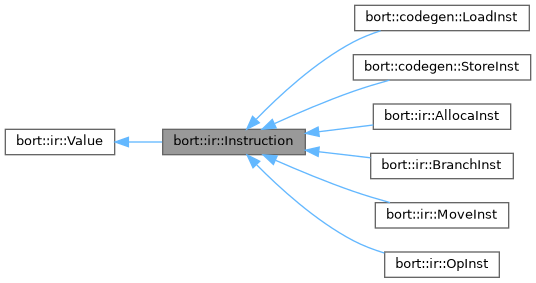 bort::codegen::LoadInst
bort::codegen::StoreInst
bort::ir::AllocaInst
bort::ir::Value
bort::ir::Instruction
bort::ir::BranchInst
bort::ir::MoveInst
bort::ir::OpInst